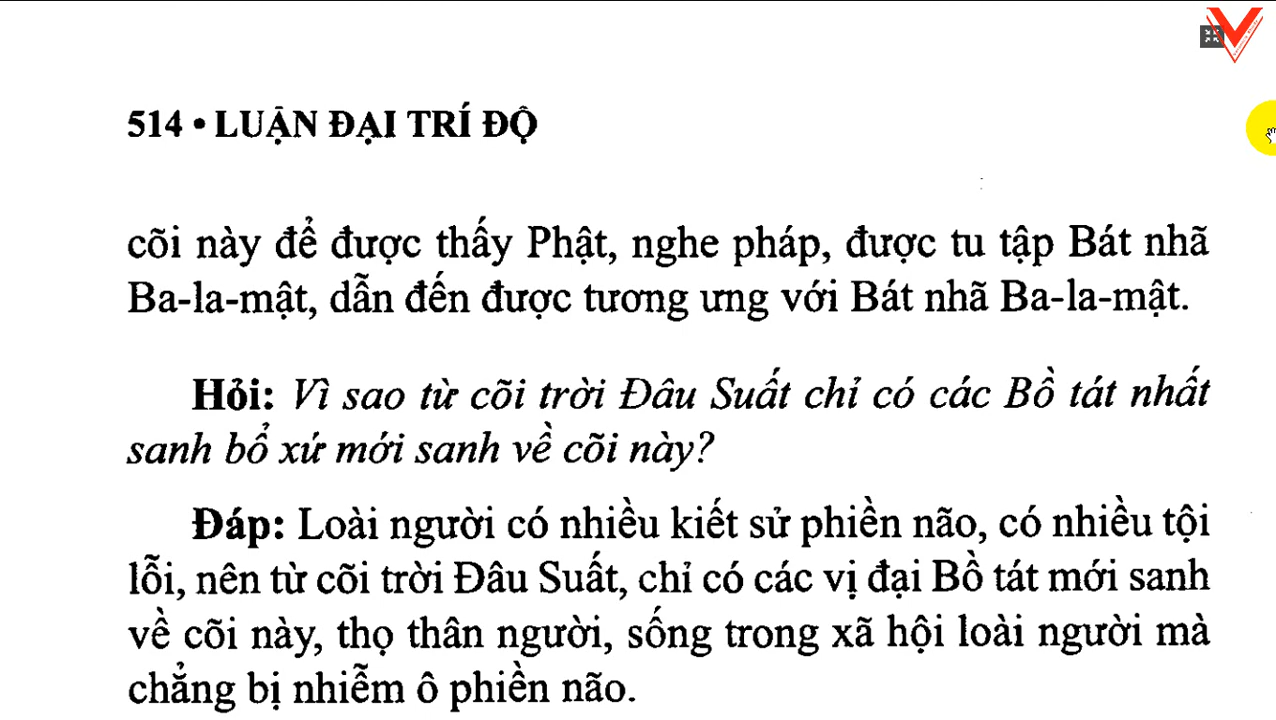 514 • LUẬN ĐẠI TRÍ ĐỘ
cõi này để được thấy Phật, nghe pháp, được tu tập Bát nhã
Ba-la-mật, dẫn đến được tương ưng với Bát nhã Ba-la-mật.
Hỏi: Vì sao từ cõi trời Đâu Suất chỉ có các Bồ tát nhất
sanh bổ xứ mới sanh về cõi này?
Đáp: Loài người có nhiều kiết sử phiền não, có nhiều tội
lỗi, nên từ cõi trời Đâu Suất, chỉ có các vị đại Bồ tát mới sanh
về cõi này, thọ thân người, sống trong xã hội loài người mà
chẳng bị nhiễm ô phiền não.